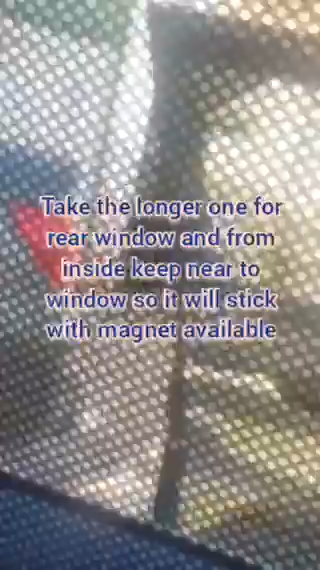 Take the longer one for
rear window and from
inside keep near to
window so it will stick
with magnet available